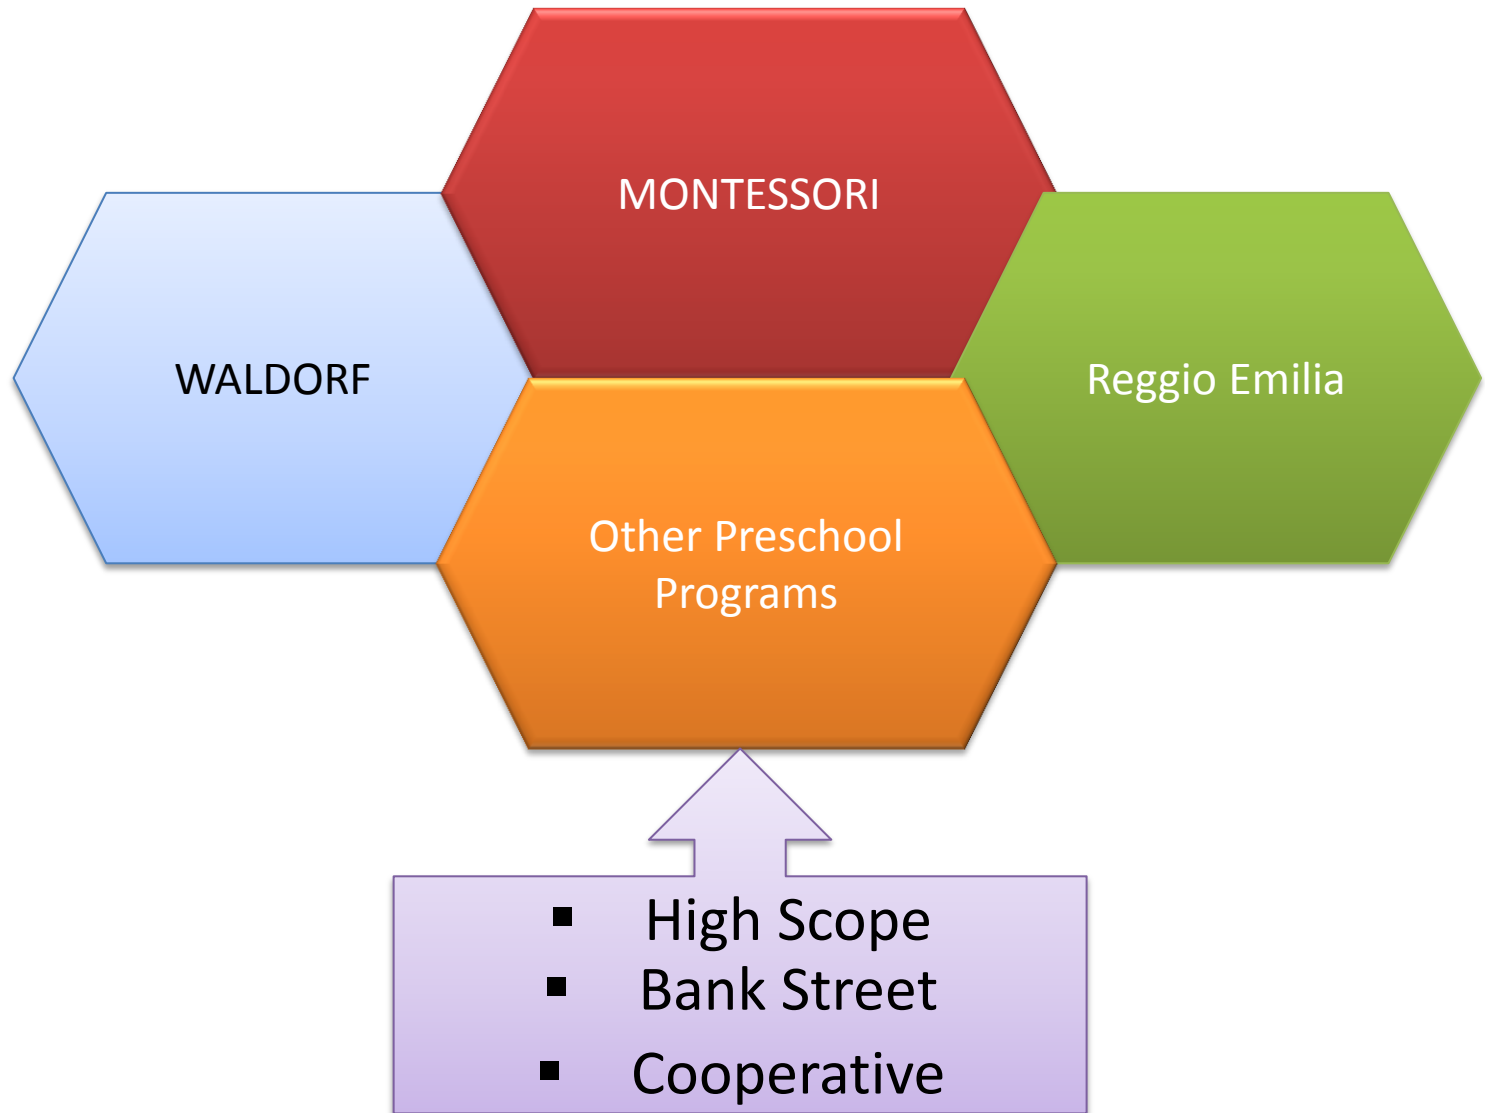 MONTESSORI
WALDORF
Reggio Emilia
Other Preschool
Programs
▪ High Scope
▪ Bank Street
▪ Cooperative